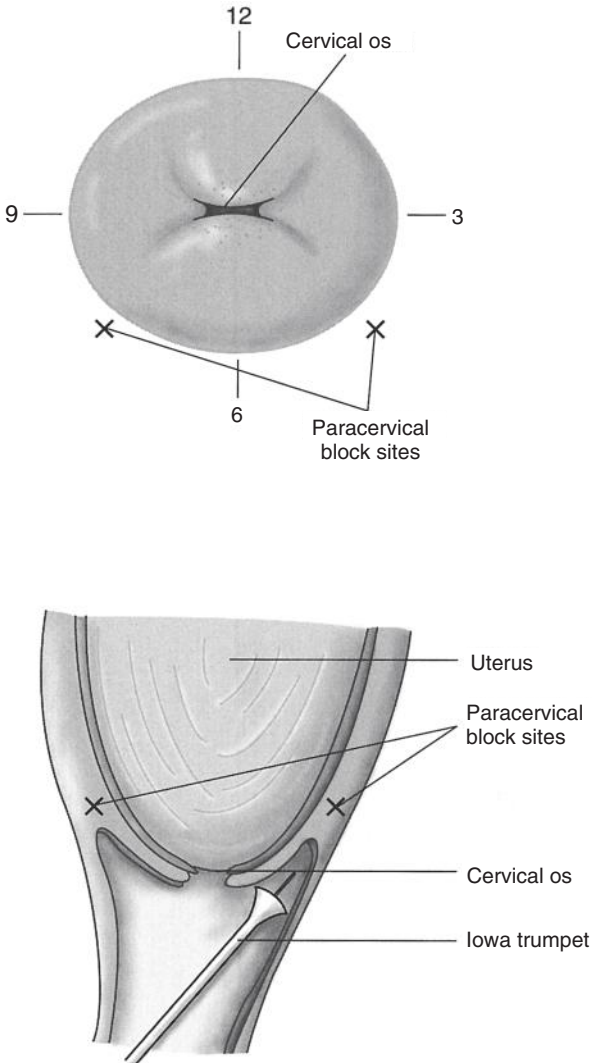 12
Cervical os
9
3
6
Paracervical
block sites
Uterus
Paracervical
block sites
Cervical os
Iowa trumpet